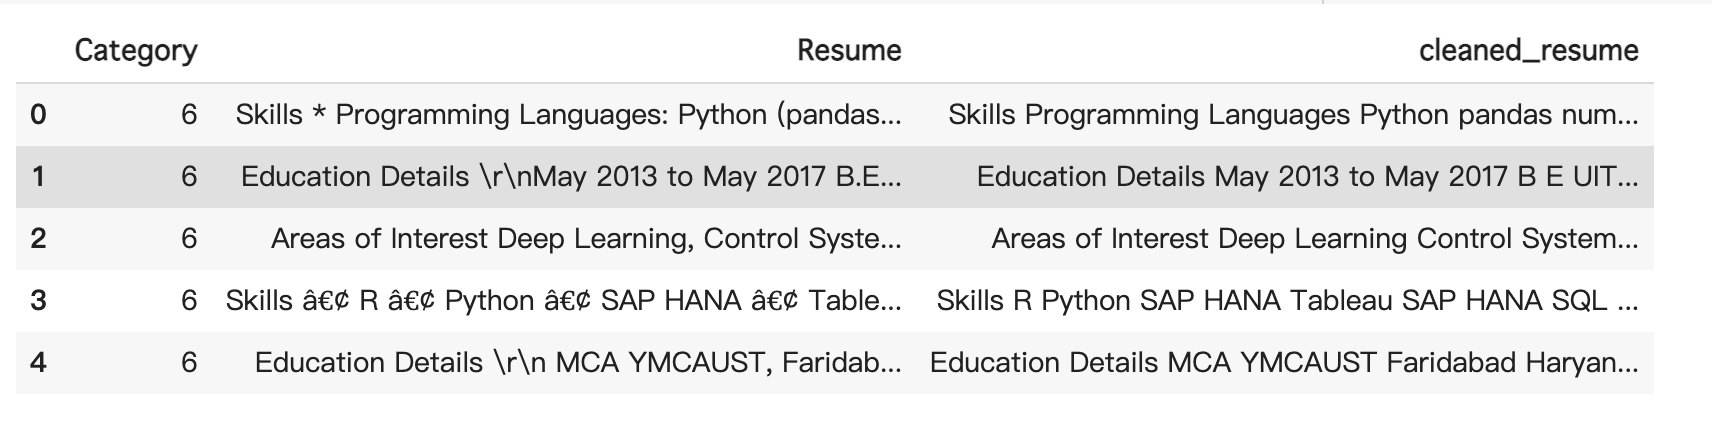 Category Resume cleaned_resume
0 6 Skills * Programming Languages: Python (pandas... Skills Programming Languages Python pandas num...
1 6 Education Details \r\nMay 2013 to May 2017 B.E... Education Details May 2013 to May 2017 B E UIT...
2 6 Areas of Interest Deep Learning, Control Syste... Areas of Interest Deep Learning Control System...
3 6 Skills â€¢ R â€¢ Python â€¢ SAP HANA â€¢ Table... Skills R Python SAP HANA Tableau SAP HANA SQL ...
4 6 Education Details \r\n MCA YMCAUST, Faridab... Education Details MCA YMCAUST Faridabad Haryan...